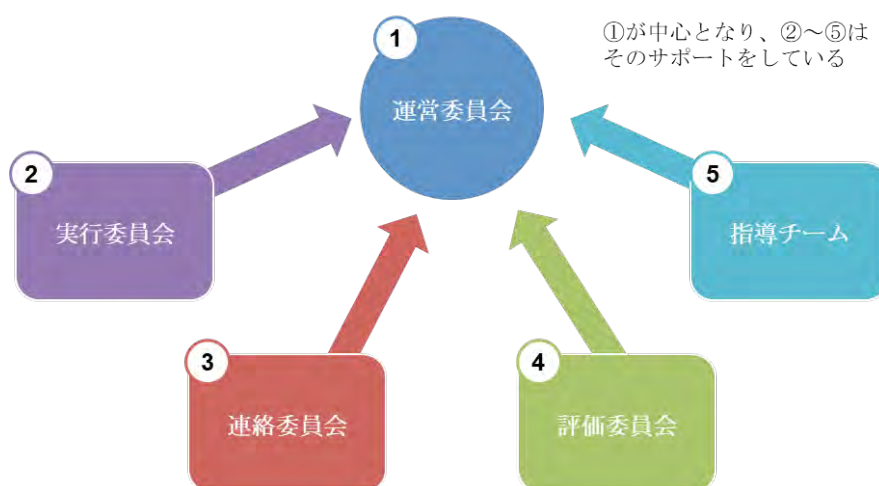 1
運営委員会
①が中心となり、②～⑤は
そのサポートをしている
2
実行委員会
5
指導チーム
3
連絡委員会
4
評価委員会